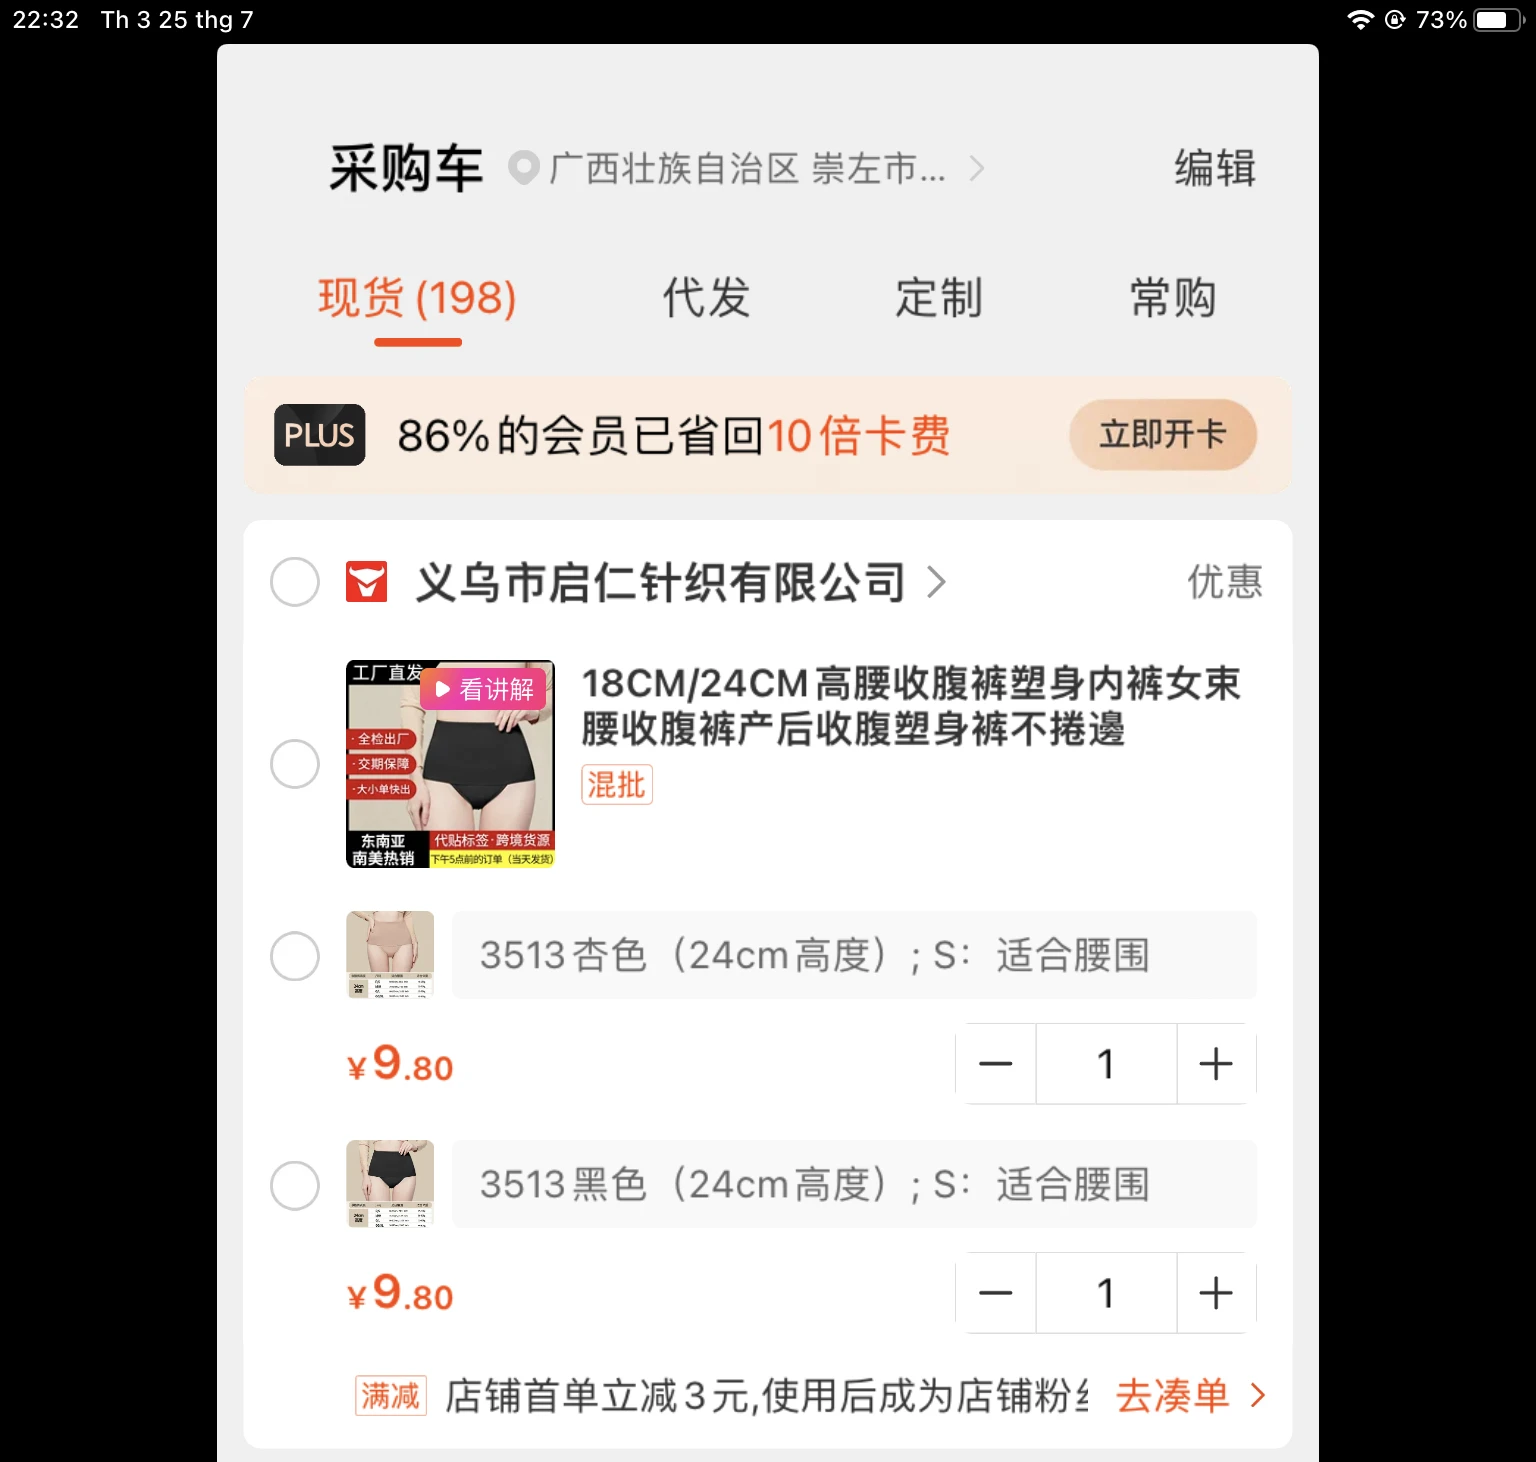 22:32 Th 3 25 thg 7 73%
采购车 广西壮族自治区 崇左市... 编辑
现货 (198) 代发 定制 常购
PLUS 86%的会员已省回10倍卡费 立即开卡
义乌市启仁针织有限公司 优惠
工厂直发
看讲解
·全检出厂
·交期保障
·大小单快出
东南亚
南美热销
代贴标签·跨境货源
下午5点前的订单（当天发货）
18CM/24CM高腰收腹裤塑身内裤女束
腰收腹裤产后收腹塑身裤不捲邊
混批
24cm
高度
3513杏色（24cm高度）; S：适合腰围
¥9.80 1
24cm
高度
3513黑色（24cm高度）; S：适合腰围
¥9.80 1
满减 店铺首单立减3元,使用后成为店铺粉 去凑单